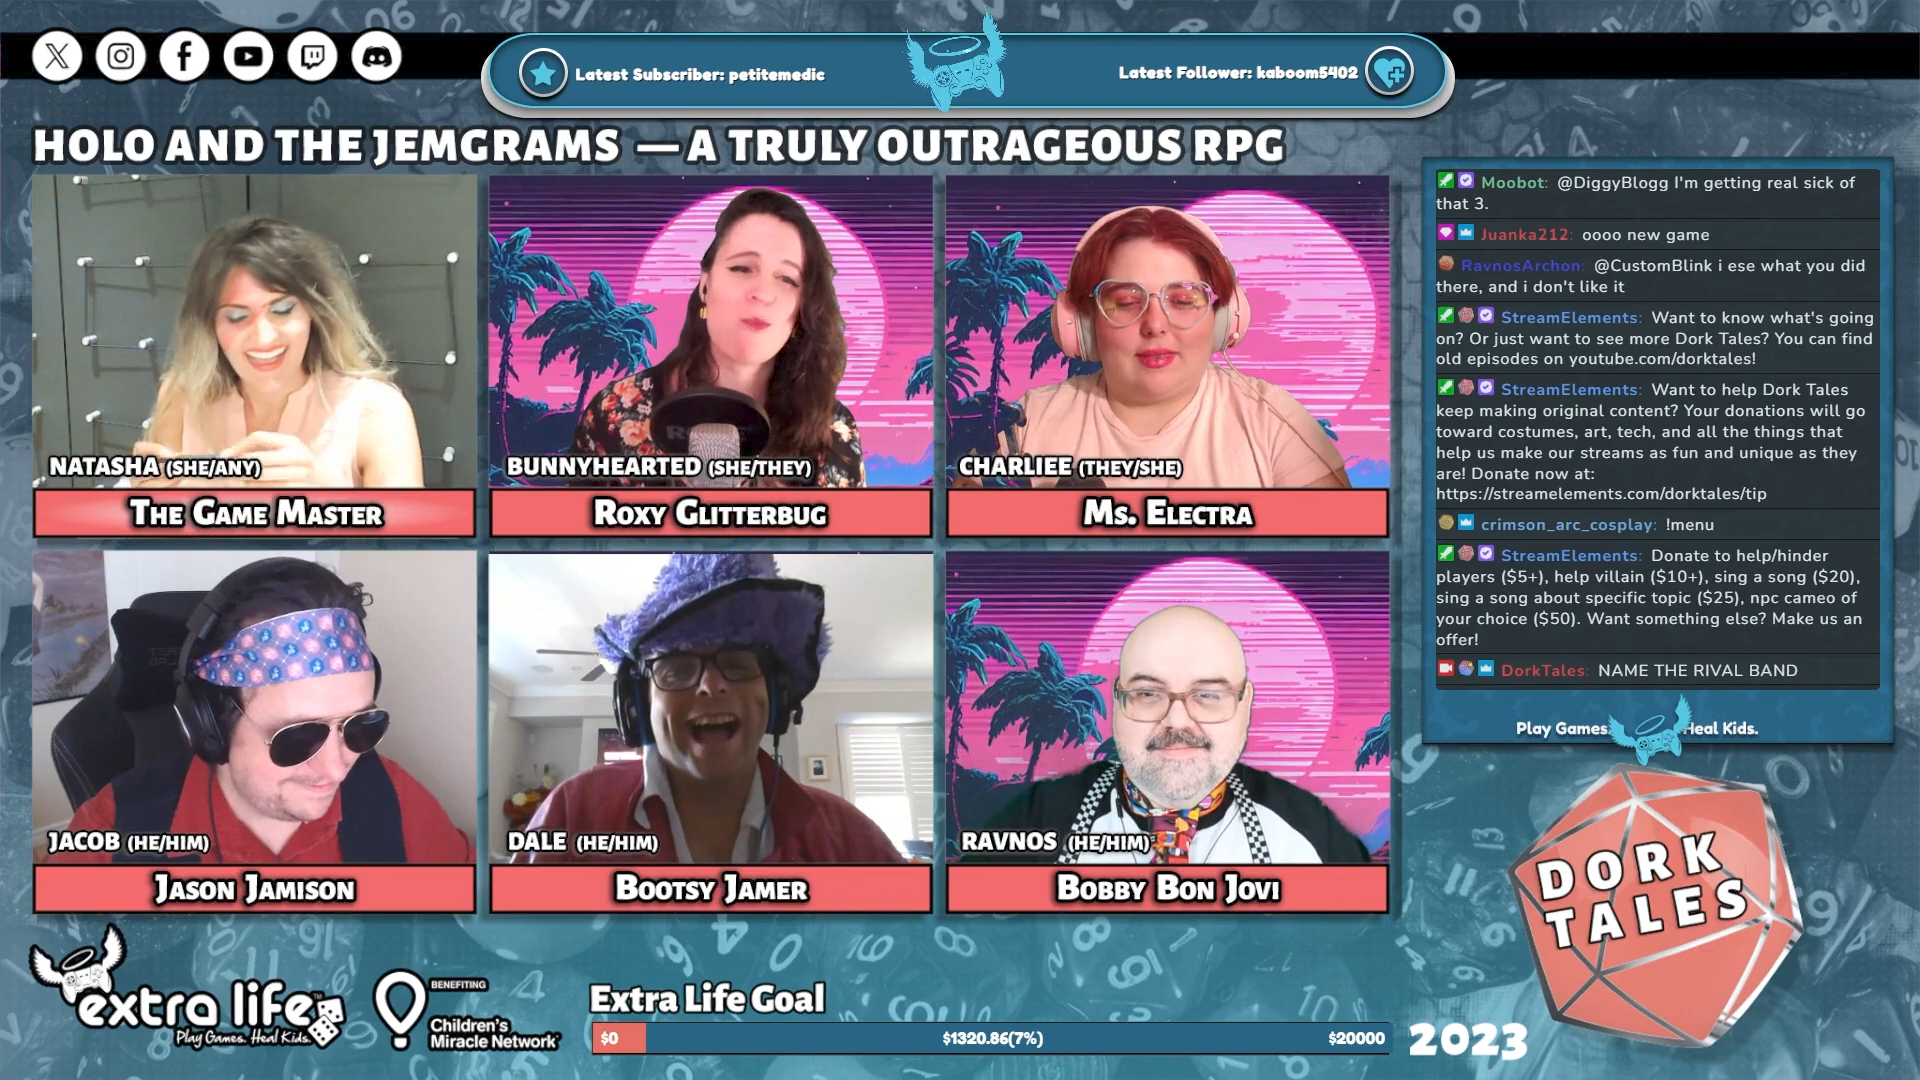 Latest Subscriber: petitemedic
Latest Follower: kaboom5402
HOLO AND THE JEMGRAMS — A TRULY OUTRAGEOUS RPG
NATASHA (SHE/ANY)
THE GAME MASTER
BUNNYHEARTED (SHE/THEY)
ROXY GLITTERBUG
CHARLIEE (THEY/SHE)
MS. ELECTRA
JACOB (HE/HIM)
JASON JAMISON
DALE (HE/HIM)
BOOTSY JAMER
RAVNOS (HE/HIM)
BOBBY BON JOVI
Moobot: @DiggyBlogg I'm getting real sick of
that 3.
Juanka212: oooo new game
RavnosArchon: @CustomBlink i ese what you did
there, and i don't like it
StreamElements: Want to know what's going
on? Or just want to see more Dork Tales? You can find
old episodes on youtube.com/dorktales!
StreamElements: Want to help Dork Tales
keep making original content? Your donations will go
toward costumes, art, tech, and all the things that
help us make our streams as fun and unique as they
are! Donate now at:
https://streamelements.com/dorktales/tip
crimson_arc_cosplay: !menu
StreamElements: Donate to help/hinder
players ($5+), help villain ($10+), sing a song ($20),
sing a song about specific topic ($25), npc cameo of
your choice ($50). Want something else? Make us an
offer!
DorkTales: NAME THE RIVAL BAND
Play Games. Heal Kids.
DORK
TALES
extra life
Play Games. Heal Kids.
BENEFITING
Children's
Miracle Network
Extra Life Goal
$0 $1320.86(7%) $20000
2023